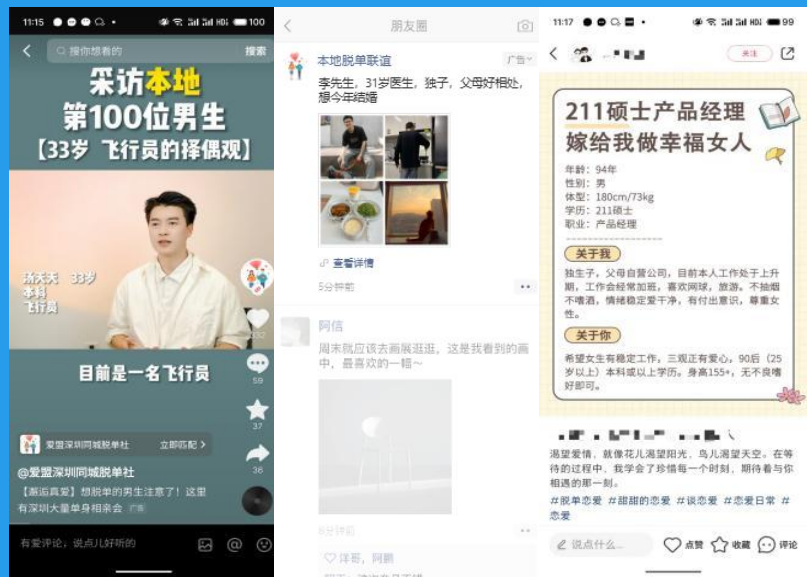 11:15
HD
100
搜你想看的
搜索
采访本地
第100位男生
【33岁 飞行员的择偶观】
33岁
本科
飞行员
目前是一名飞行员
332
59
37
36
爱盟深圳同城脱单社
立即匹配 >
@爱盟深圳同城脱单社
【邂逅真爱】想脱单的男生注意了！这里
有深圳大量单身相亲会 广告
有爱评论，说点儿好听的
朋友圈
本地脱单联谊
广告
李先生，31岁医生，独子，父母好相处，
想今年结婚
查看详情
5分钟前
阿信
周末就应该去画展逛逛，这是我看到的画
中，最喜欢的一幅～
6分钟前
洋哥，阿鹏
11:17
HD
99
关注
211硕士产品经理
嫁给我做幸福女人
年龄：94年
性别：男
体型：180cm/73kg
学历：211硕士
职业：产品经理
关于我
独生子，父母自营公司，目前本人工作处于上升
期，工作会经常加班，喜欢网球，旅游。不抽烟
不嗜酒，情绪稳定爱干净，有付出意识，尊重女
性。
关于你
希望女生有稳定工作，三观正有爱心，90后（25
岁以上）本科或以上学历。身高155+，无不良嗜
好即可。
渴望爱情，就像花儿渴望阳光，鸟儿渴望天空。在等
待的过程中，我学会了珍惜每一个时刻，期待着与你
相遇的那一刻。
#脱单恋爱 #甜甜的恋爱 #谈恋爱 #恋爱日常 #
恋爱
说点什么...
点赞
收藏
评论